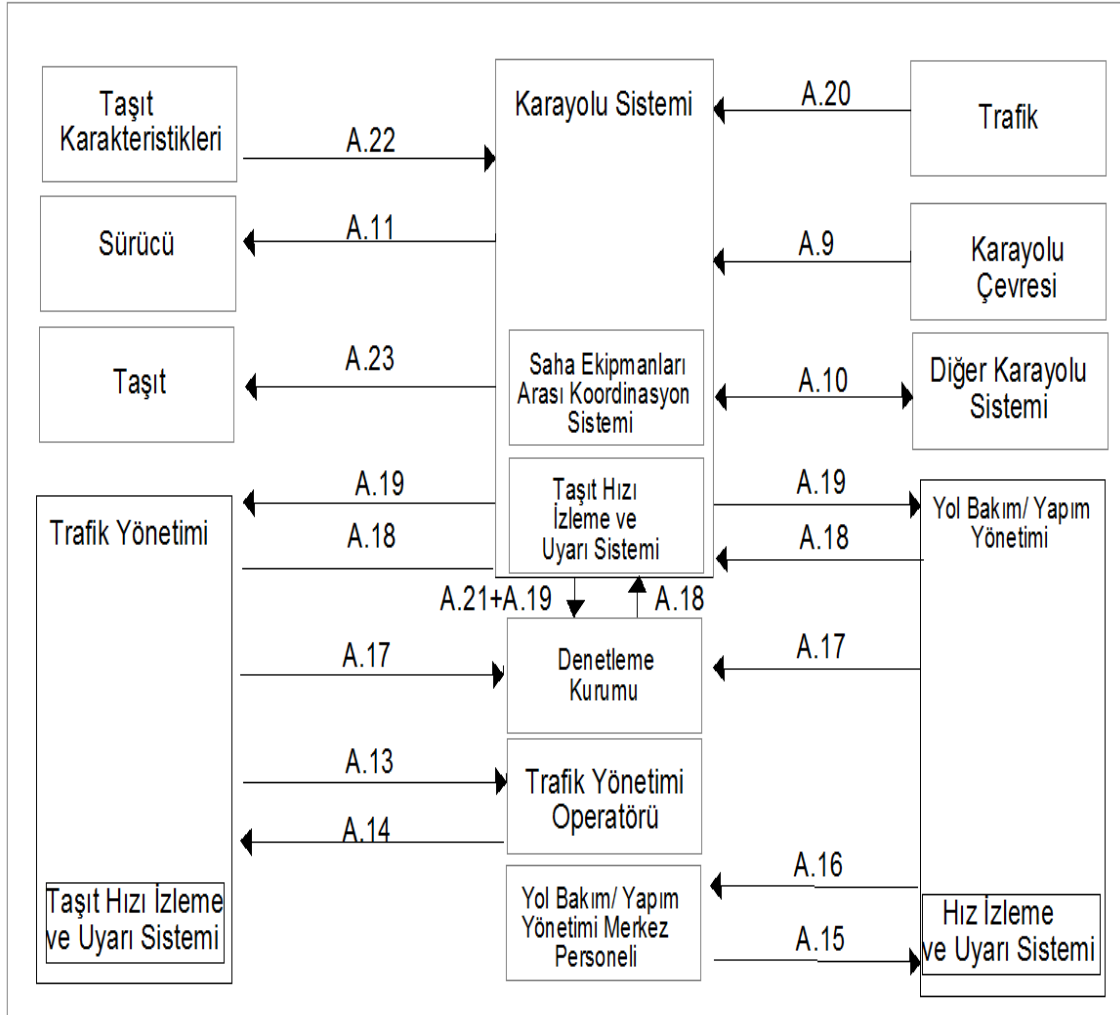 Taşıt
Karakteristikleri
A.22
Karayolu Sistemi
A.20
Trafik
Sürücü
A.11
A.9
Karayolu
Çevresi
Taşıt
A.23
Saha Ekipmanları
Arası Koordinasyon
Sistemi
A.10
Diğer Karayolu
Sistemi
Trafik Yönetimi
A.19
A.18
Taşıt Hızı
İzleme ve
Uyarı Sistemi
A.19
A.18
Yol Bakım/ Yapım
Yönetimi
A.21+A.19
A.18
A.17
Denetleme
Kurumu
A.17
A.13
A.14
Trafik Yönetimi
Operatörü
Yol Bakım/ Yapım
Yönetimi Merkez
Personeli
A.16
A.15
Taşıt Hızı İzleme
ve Uyarı Sistemi
Hız İzleme
ve Uyarı Sistemi